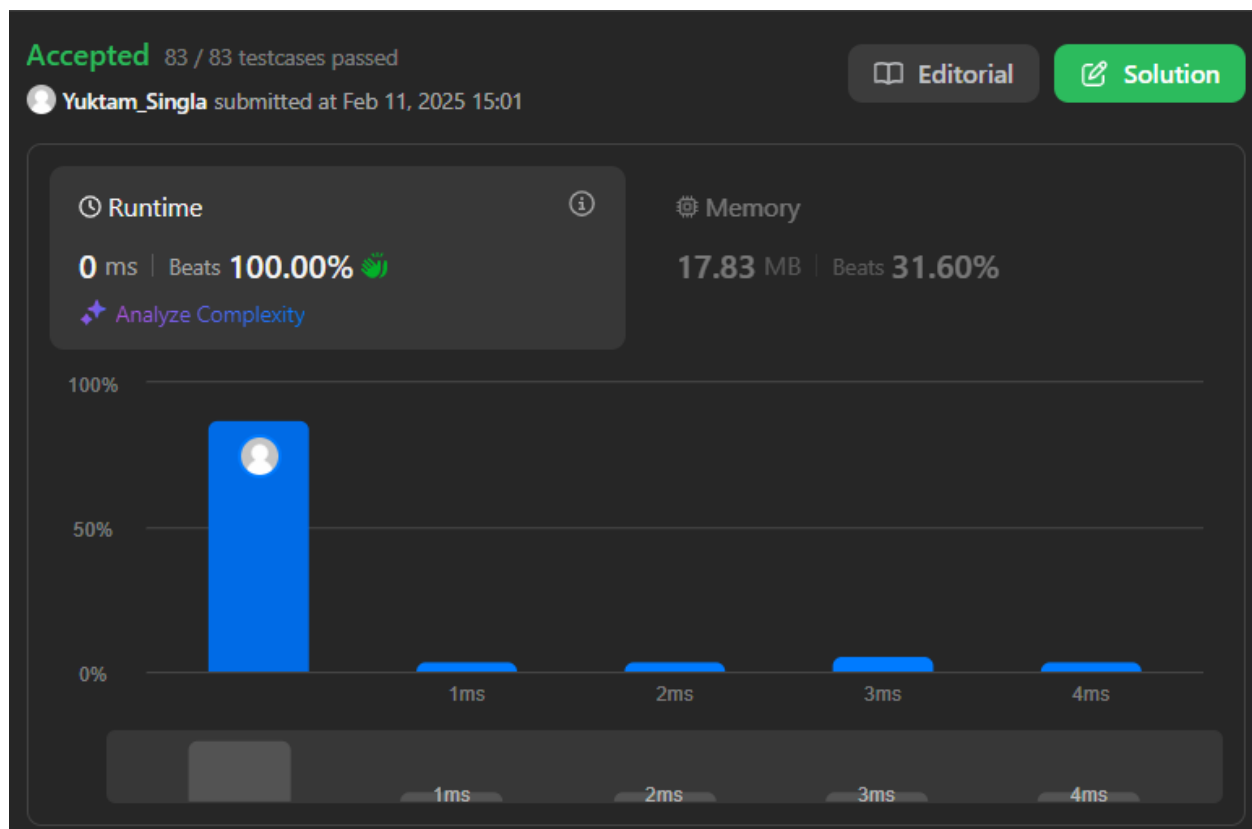 Accepted 83 / 83 testcases passed
Editorial
Solution
Yuktam_Singla submitted at Feb 11, 2025 15:01
Runtime
0 ms | Beats 100.00%
Analyze Complexity
Memory
17.83 MB | Beats 31.60%
100%
50%
0%
1ms 2ms 3ms 4ms
1ms 2ms 3ms 4ms